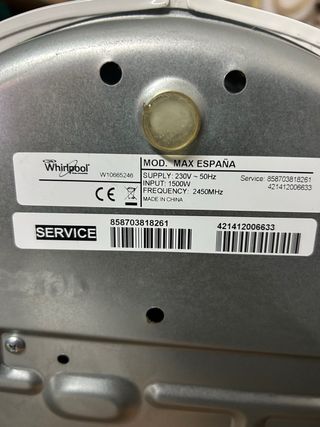 Whirlpool
W10665246
CE
MOD. MAX ESPAÑA
SUPPLY: 230V ~ 50Hz
INPUT: 1500W
FREQUENCY: 2450MHz
MADE IN CHINA
Service: 858703818261
421412006633
SERVICE
858703818261
421412006633